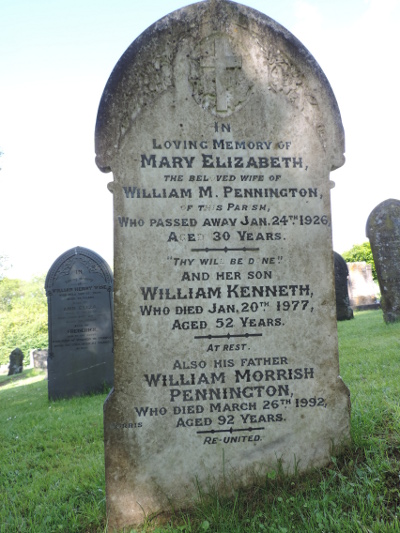 IN
LOVING MEMORY OF
MARY ELIZABETH,
THE BEL VED WIFE OF
WILLIAM M. PENNINGTON,
F THIS PARISH,
WHO PASSED AWAY JAN. 24TH 1926,
AGED 30 YEARS.
"THY WILL BE DONE"
AND HER SON
WILLIAM KENNETH,
WHO DIED JAN. 20TH 1977,
AGED 52 YEARS.
AT REST.
ALSO HIS FATHER
WILLIAM MORRISH
PENNINGTON,
WHO DIED MARCH 26TH 1992,
AGED 92 YEARS.
RE-UNITED.